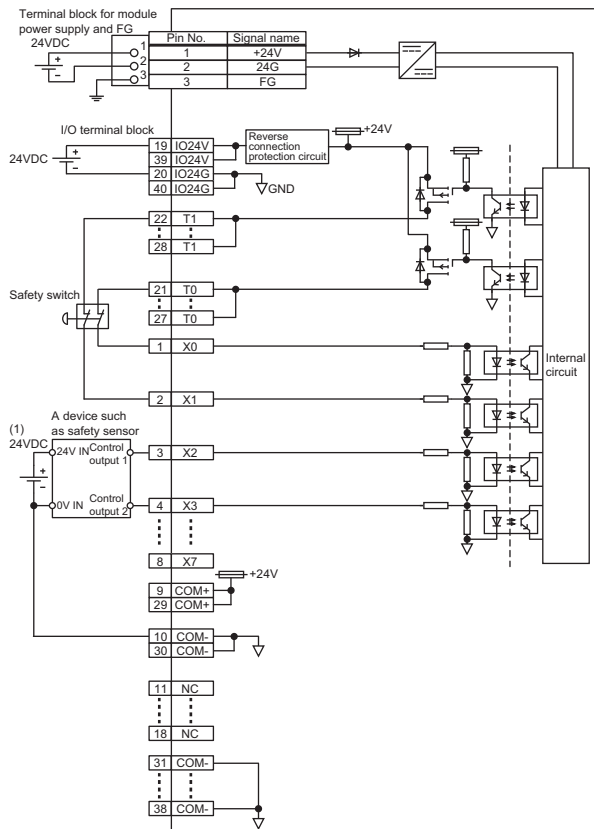 Terminal block for module
power supply and FG
24VDC
+
−
1
2
3
Pin No. Signal name
1 +24V
2 24G
3 FG
I/O terminal block
24VDC
+
−
19 IO24V
39 IO24V
20 IO24G
40 IO24G
Reverse
connection
protection circuit
+24V
GND
22 T1
28 T1
Safety switch
21 T0
27 T0
1 X0
2 X1
Internal
circuit
(1)
24VDC
+
−
A device such
as safety sensor
24V IN Control
output 1
0V IN Control
output 2
3 X2
4 X3
8 X7
+24V
9 COM+
29 COM+
10 COM-
30 COM-
11 NC
18 NC
31 COM-
38 COM-